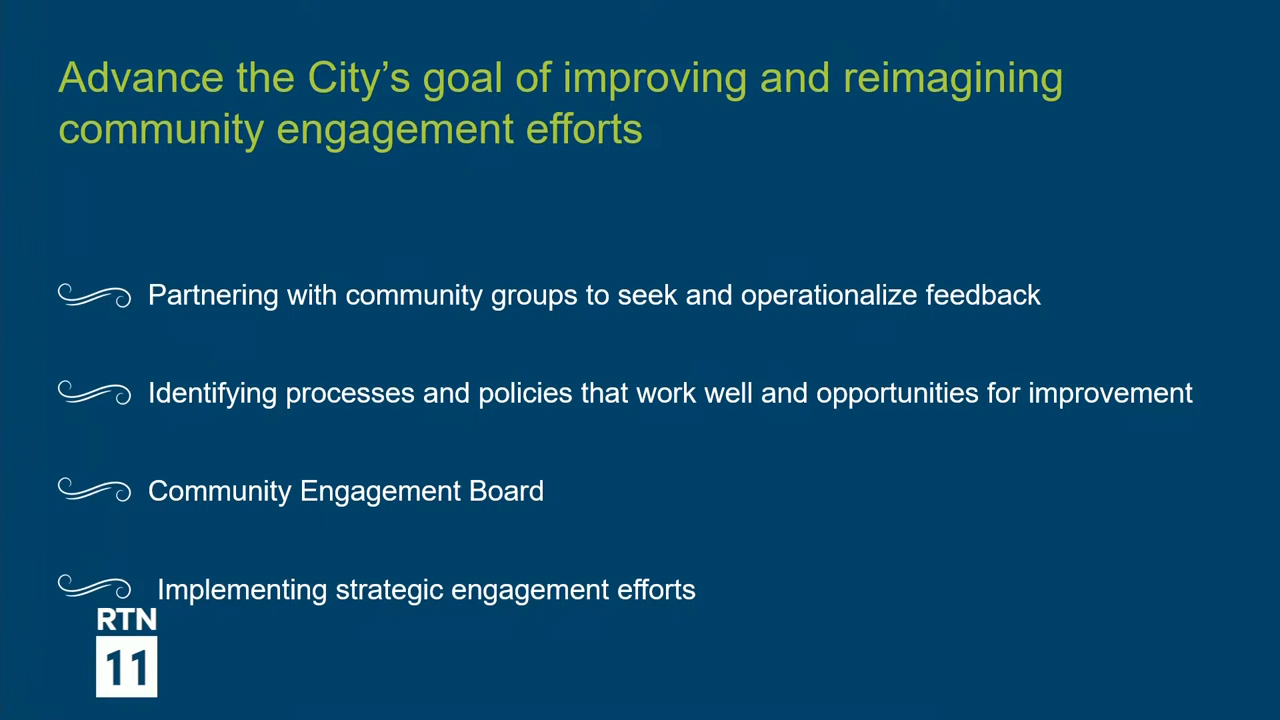 Advance the City’s goal of improving and reimagining
community engagement efforts
Partnering with community groups to seek and operationalize feedback
Identifying processes and policies that work well and opportunities for improvement
Community Engagement Board
Implementing strategic engagement efforts
RTN
11